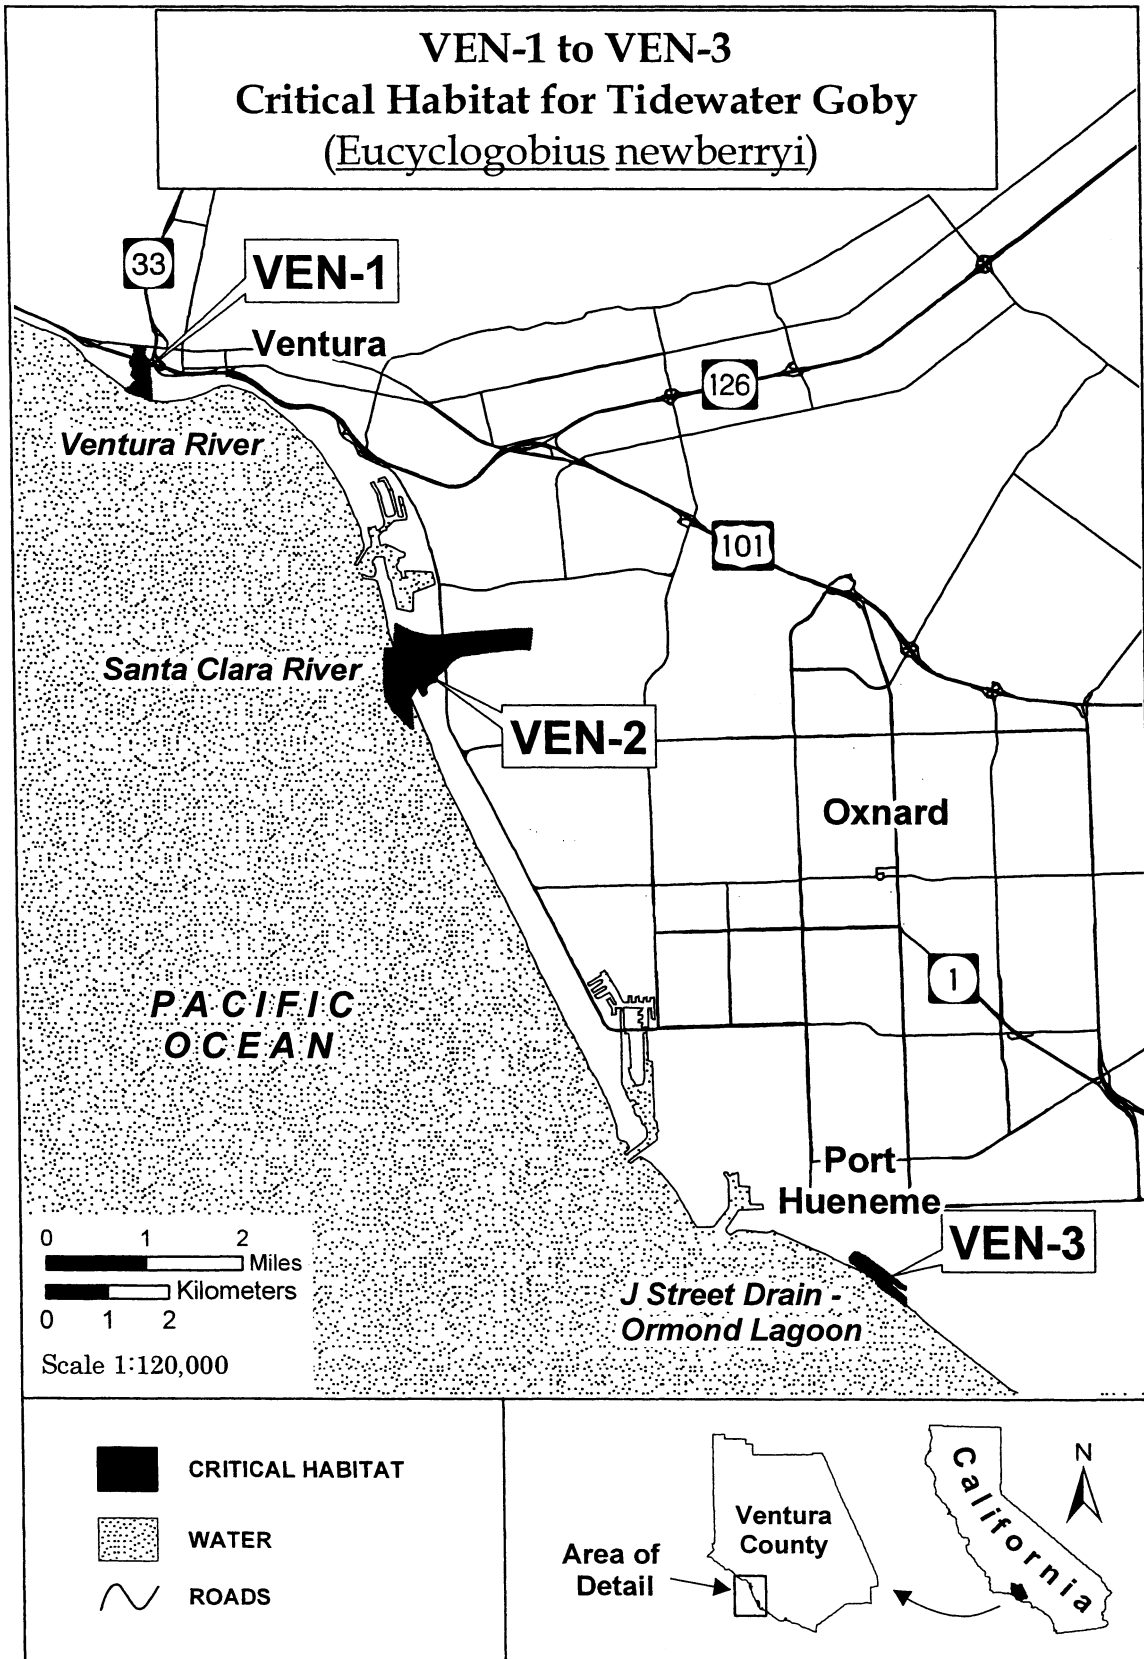 VEN-1 to VEN-3
Critical Habitat for Tidewater Goby
(Eucyclogobius newberryi)
33
VEN-1
Ventura
126
Ventura River
101
Santa Clara River
VEN-2
Oxnard
1
PACIFIC
OCEAN
Port
Hueneme
VEN-3
J Street Drain -
Ormond Lagoon
0 1 2
Miles
Kilometers
0 1 2
Scale 1:120,000
CRITICAL HABITAT
WATER
ROADS
Area of
Detail
Ventura
County
California
N